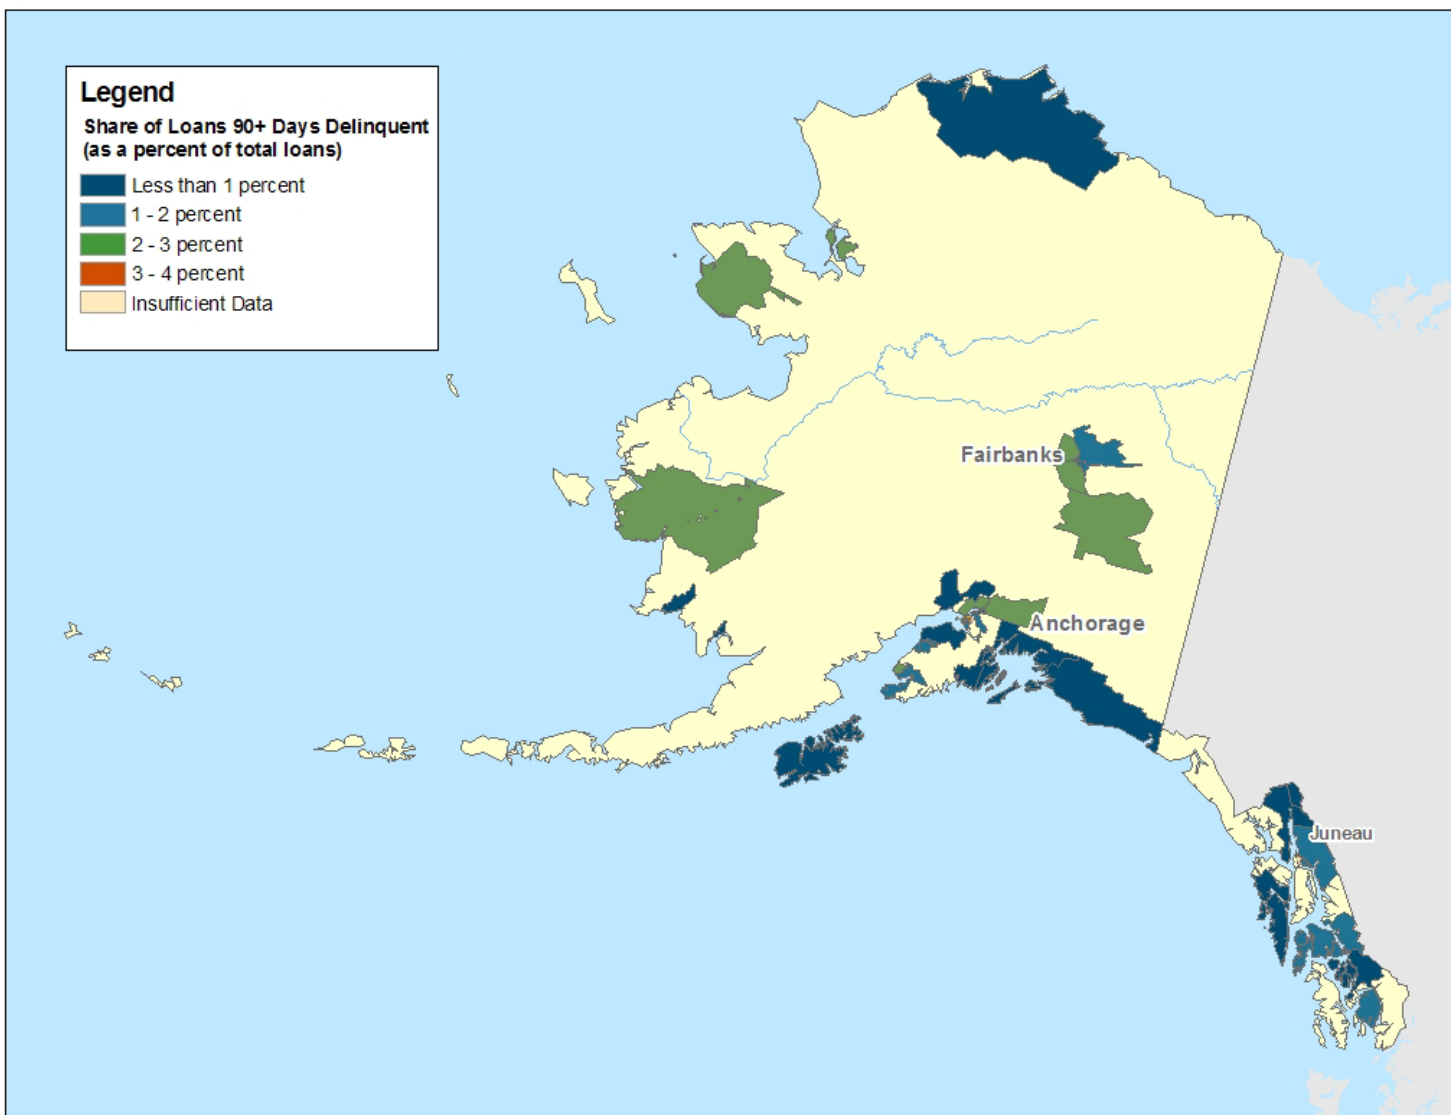 Legend
Share of Loans 90+ Days Delinquent
(as a percent of total loans)
Less than 1 percent
1 - 2 percent
2 - 3 percent
3 - 4 percent
Insufficient Data
Fairbanks
Anchorage
Juneau